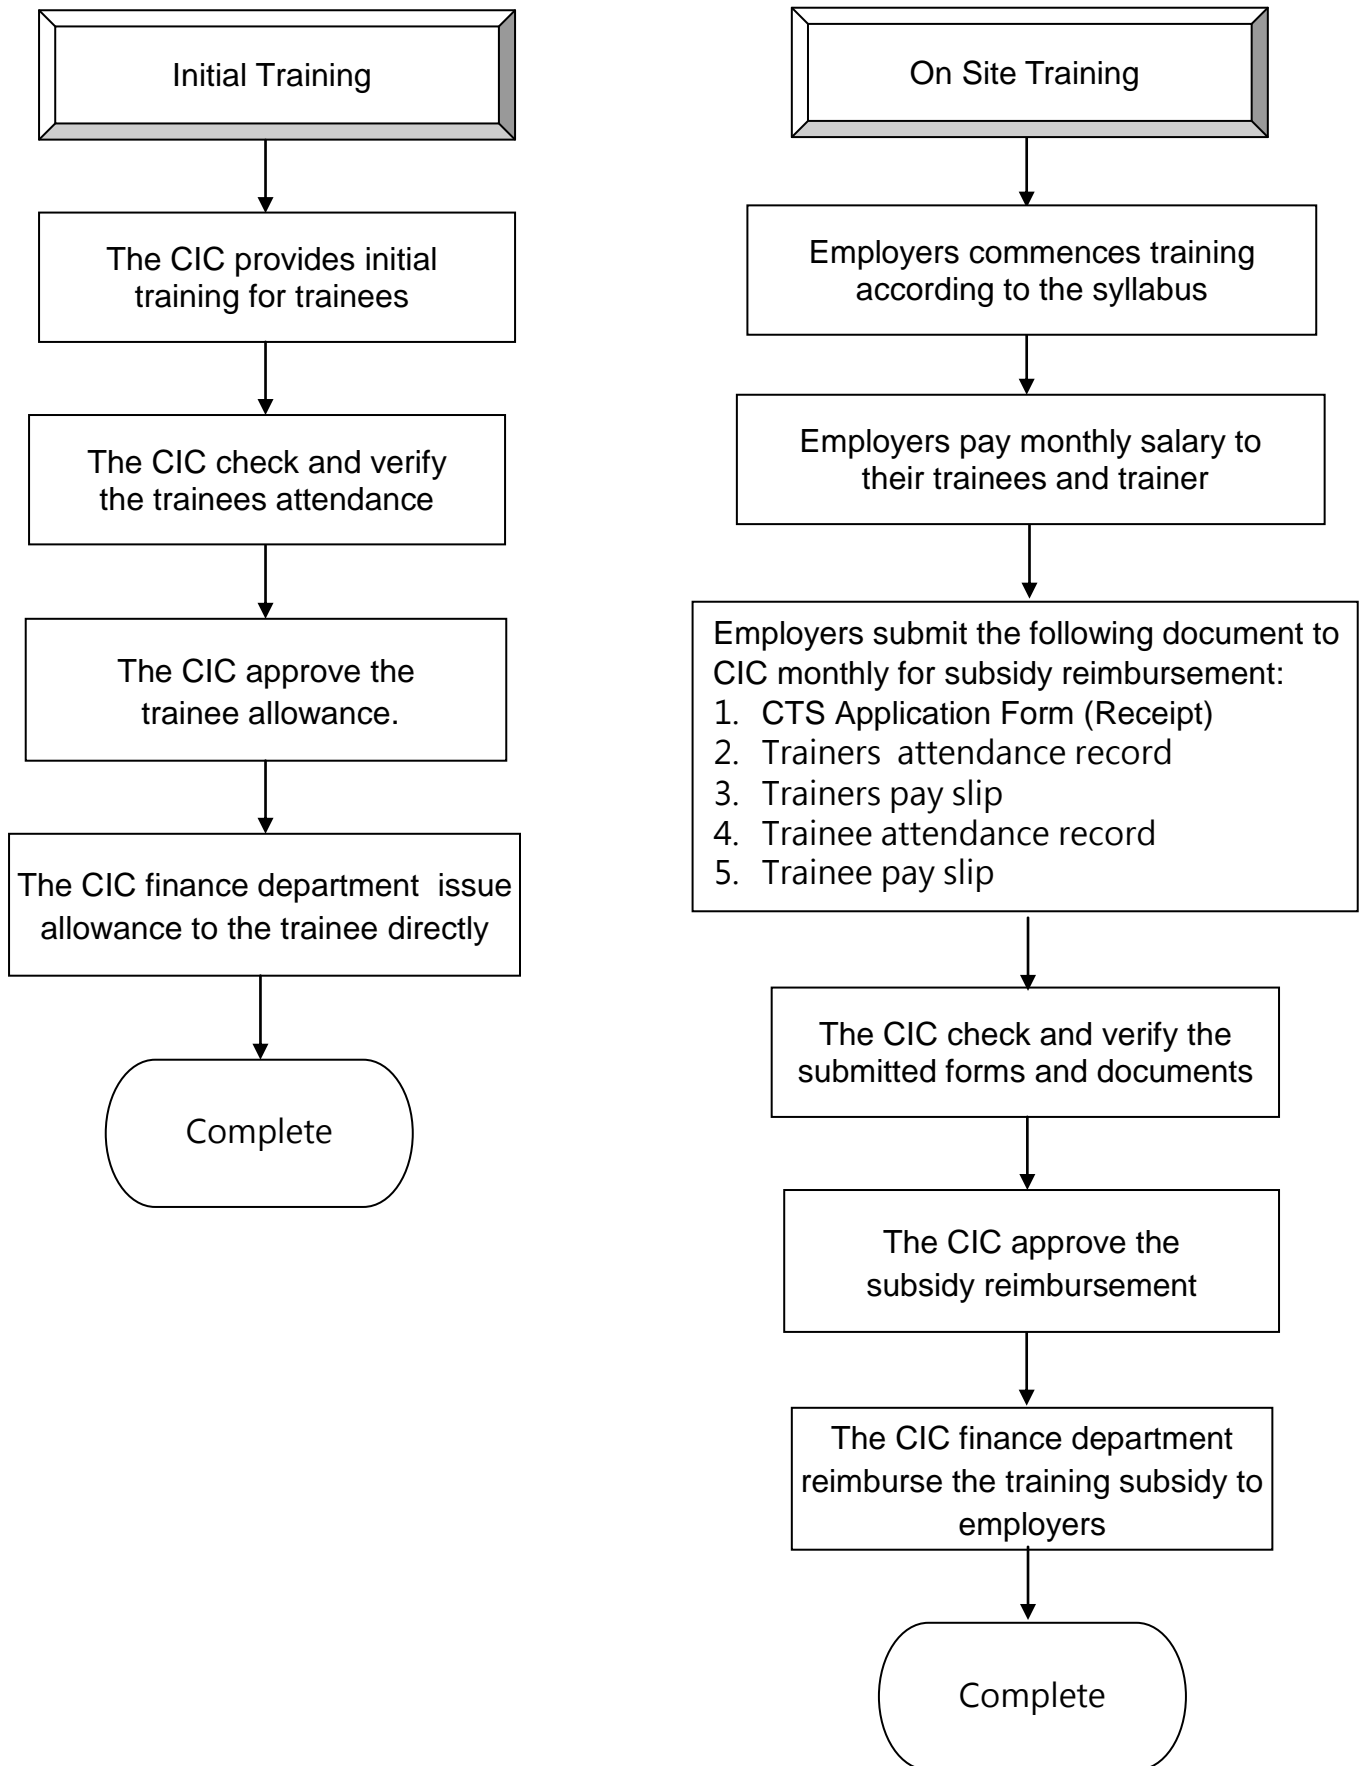 Initial Training
The CIC provides initial
training for trainees
The CIC check and verify
the trainees attendance
The CIC approve the
trainee allowance.
The CIC finance department  issue
allowance to the trainee directly
Complete
On Site Training
Employers commences training
according to the syllabus
Employers pay monthly salary to
their trainees and trainer
Employers submit the following document to
CIC monthly for subsidy reimbursement:
1. CTS Application Form (Receipt)
2. Trainers  attendance record
3. Trainers pay slip
4. Trainee attendance record
5. Trainee pay slip
The CIC check and verify the
submitted forms and documents
The CIC approve the
subsidy reimbursement
The CIC finance department
reimburse the training subsidy to
employers
Complete